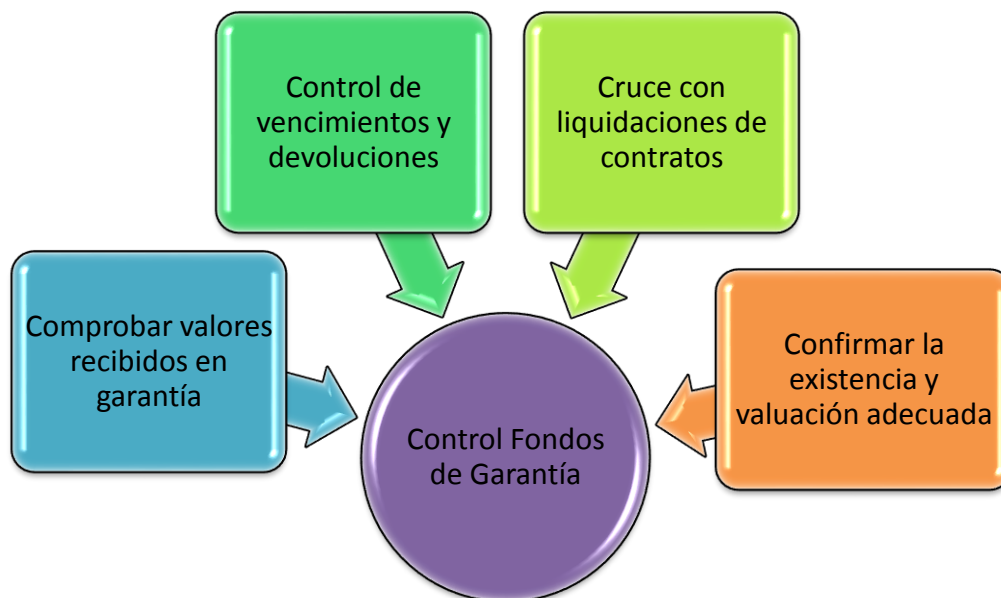 Control de
vencimientos y
devoluciones
Cruce con
liquidaciones de
contratos
Comprobar valores
recibidos en
garantía
Confirmar la
existencia y
valuación adecuada
Control Fondos
de Garantía